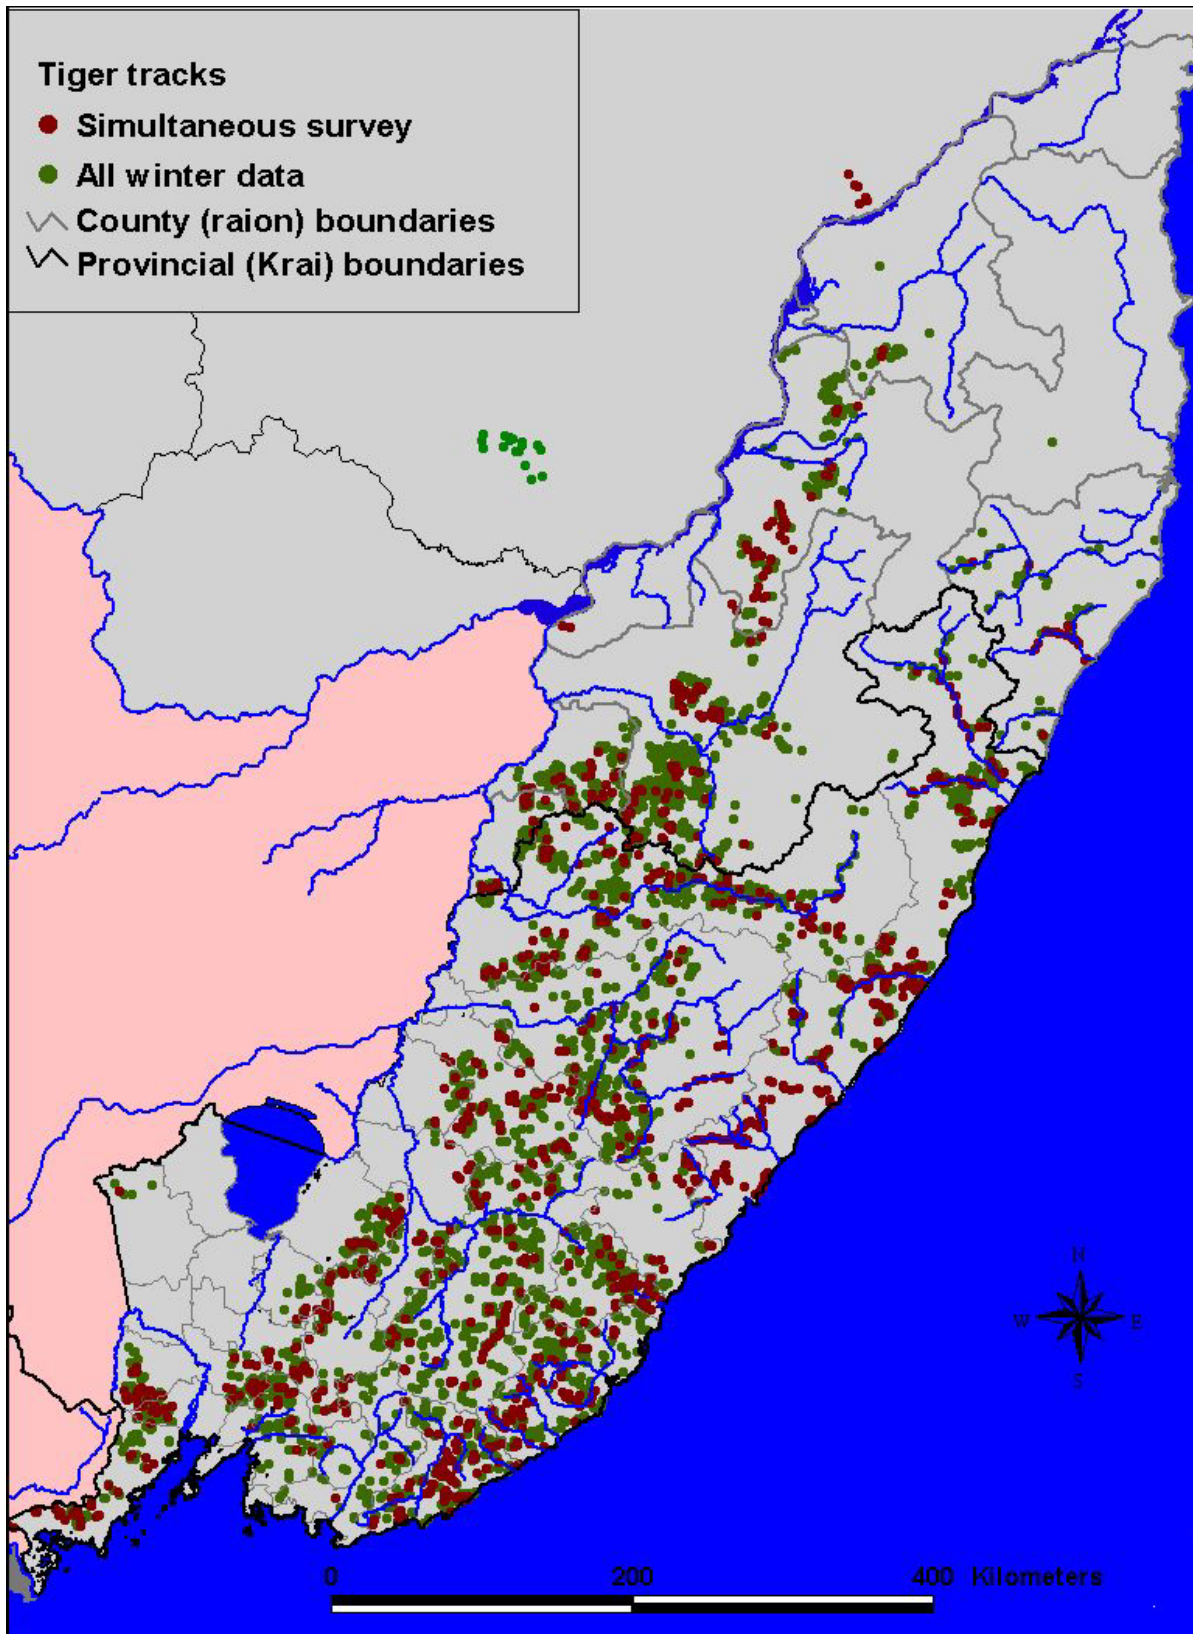 Tiger tracks
Simultaneous survey
All winter data
County (raion) boundaries
Provincial (Krai) boundaries
N
W E
S
0 200 400 Kilometers